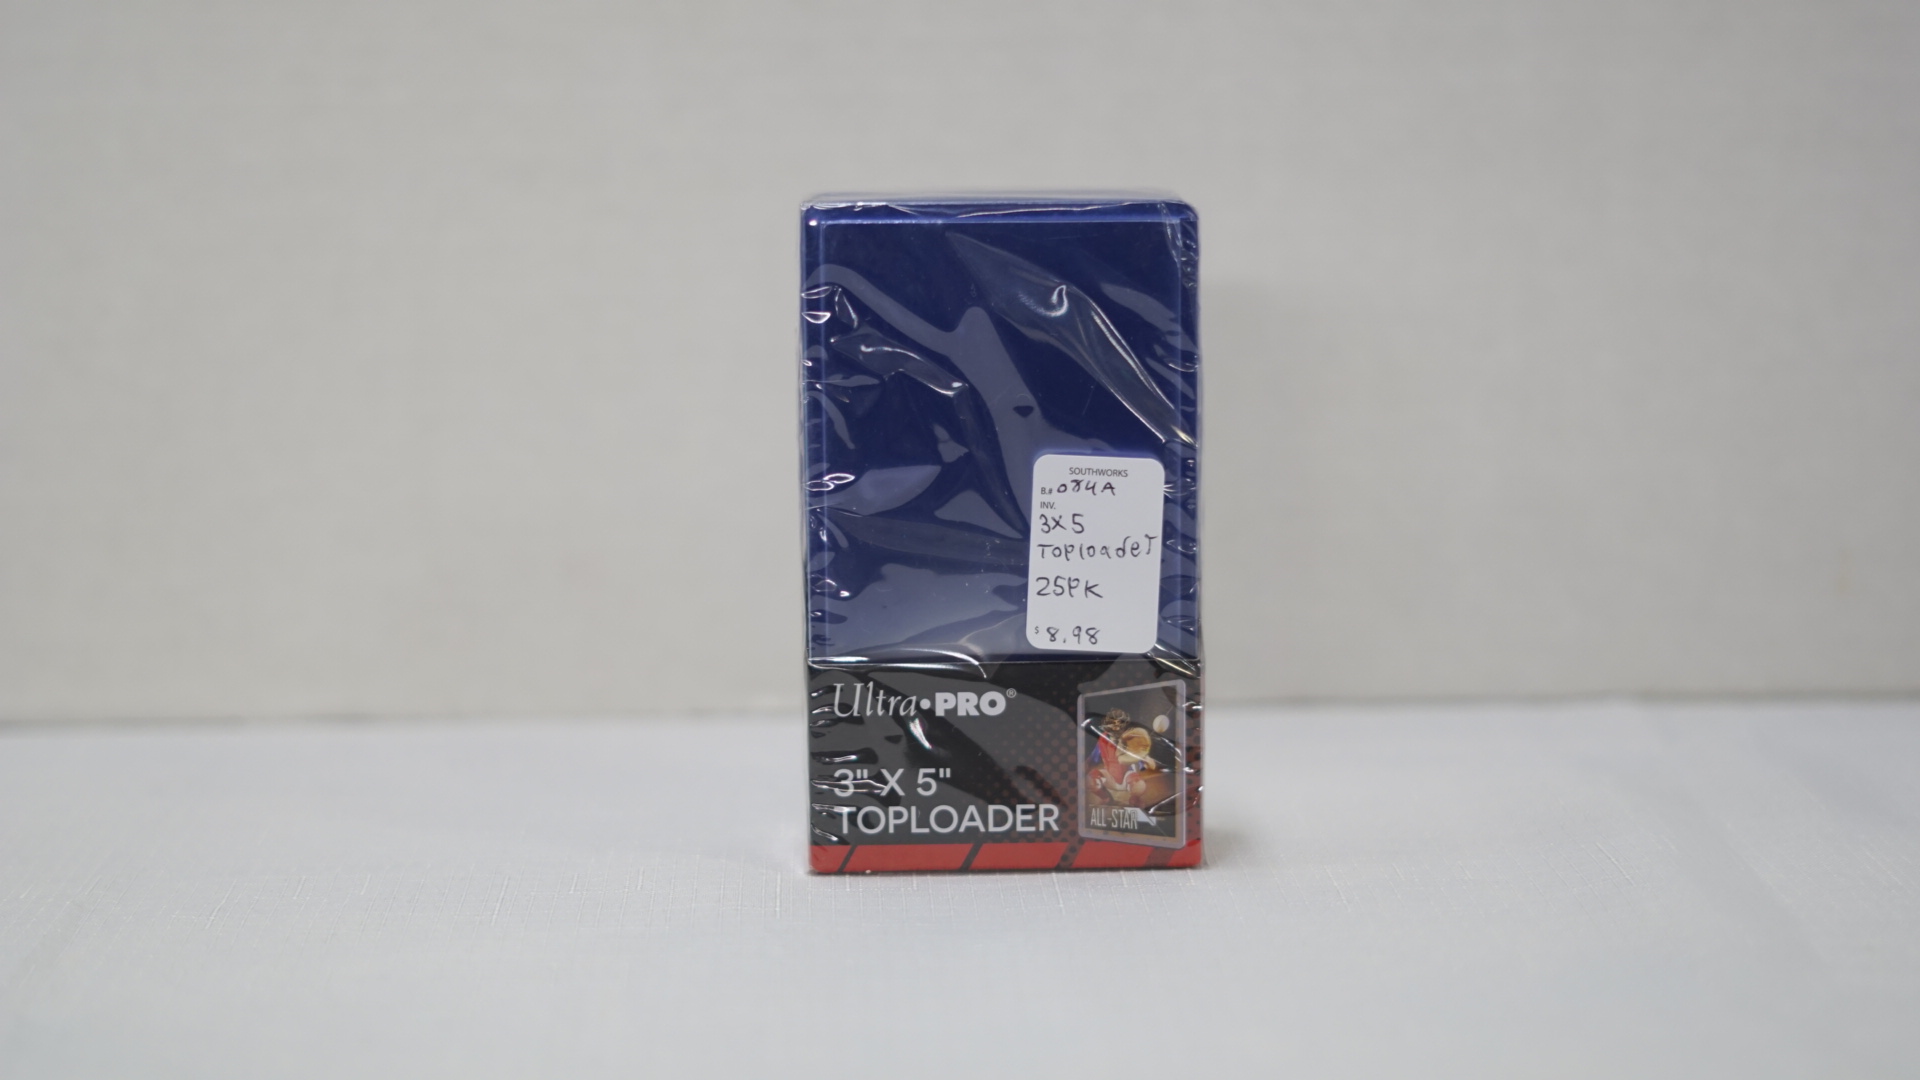 SOUTHWORKS
B.# 084A
INV.
3X5
Toploader
25PK
$ 8.98
Ultra•PRO®
3" X 5"
TOPLOADER
ALL-STAR